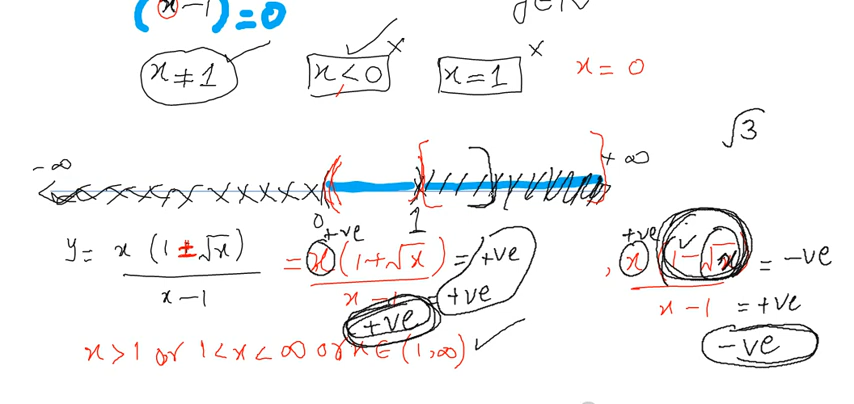 (x-1)=0 y∈N
x≠1 x<0 x x=1 x x=0
√3
-∞ +∞
0 1
y= x(1±√x)/(x-1) = x(1+√x)/(x-1) = +ve/+ve , x(1-√x)/(x-1) = -ve/=+ve
+ve +ve
+ve -ve
x>1 or 1<x<∞ or x∈(1,∞)